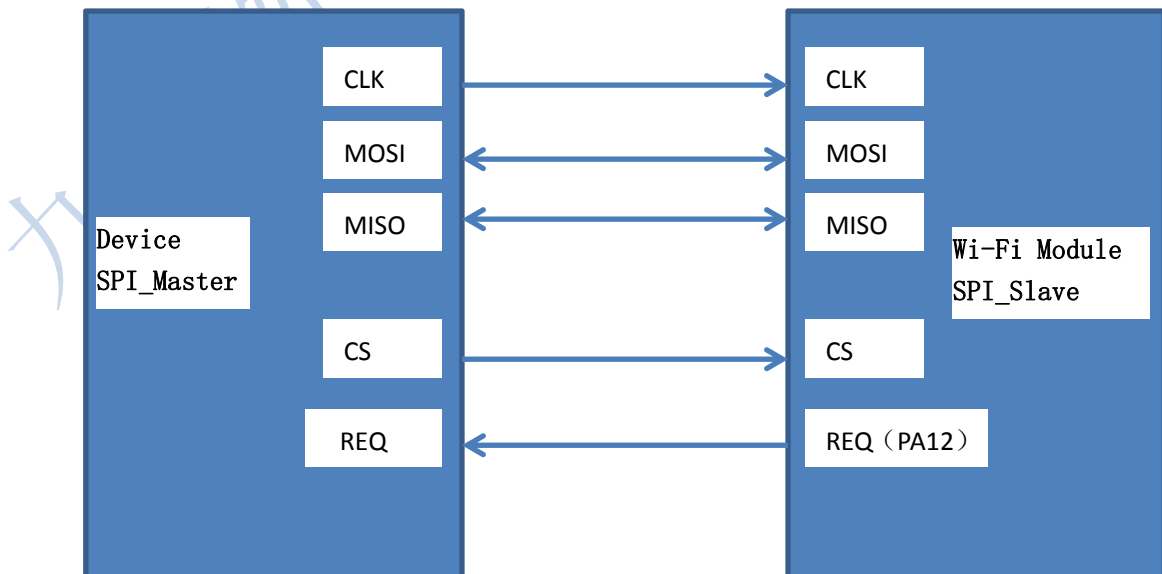 CLK
MOSI
MISO
Device
SPI_Master
CS
REQ
CLK
MOSI
MISO
Wi-Fi Module
SPI_Slave
CS
REQ（PA12）